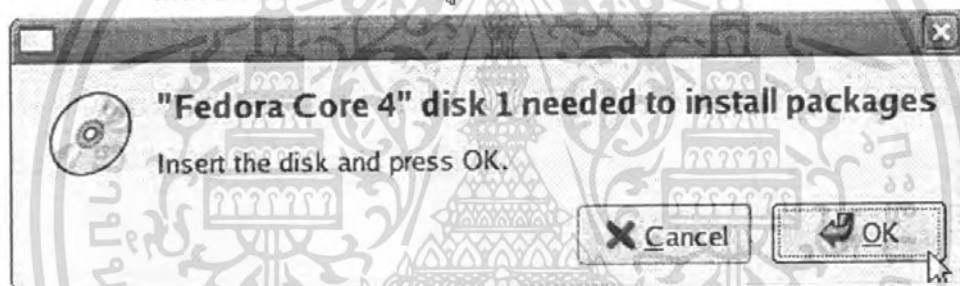 "Fedora Core 4" disk 1 needed to install packages
Insert the disk and press OK.
Cancel
OK